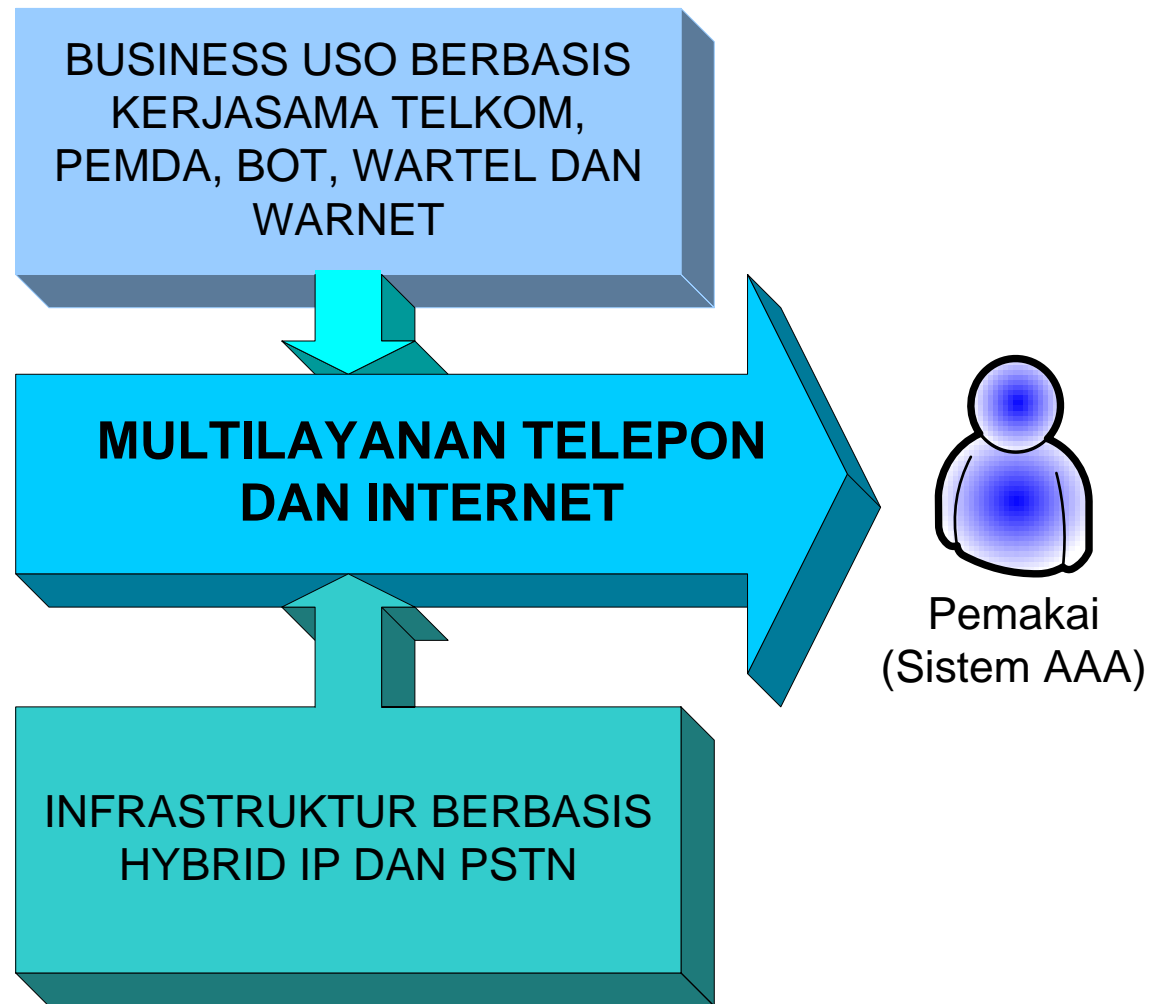 BUSINESS USO BERBASIS
KERJASAMA TELKOM,
PEMDA, BOT, WARTEL DAN
WARNET
MULTILAYANAN TELEPON
DAN INTERNET
Pemakai
(Sistem AAA)
INFRASTRUKTUR BERBASIS
HYBRID IP DAN PSTN